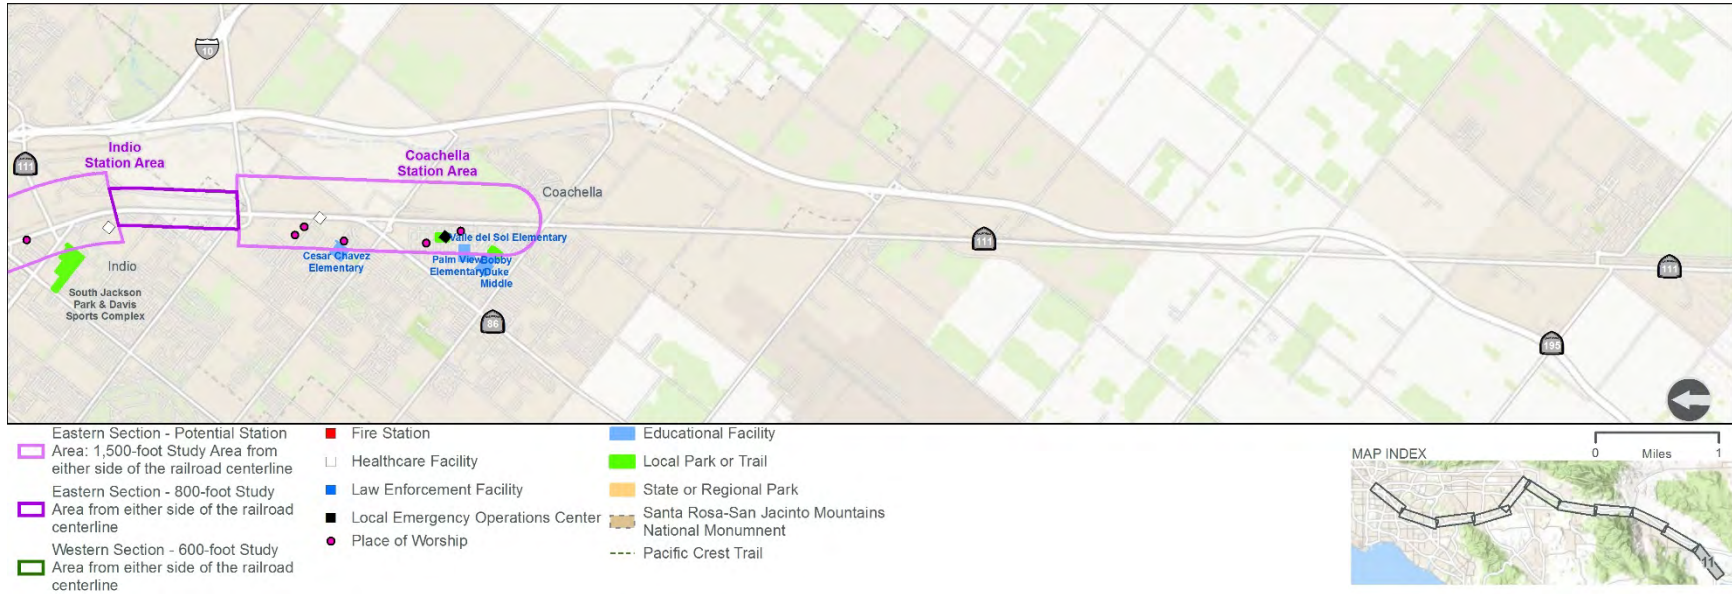 10
111
Indio
Station Area
Coachella
Station Area
Coachella
Valle del Sol Elementary
Cesar Chavez
Elementary
Palm View
Elementary
Bobby
Duke
Middle
Indio
South Jackson
Park & Davis
Sports Complex
86
111
111
195
Eastern Section - Potential Station
Area: 1,500-foot Study Area from
either side of the railroad centerline
Eastern Section - 800-foot Study
Area from either side of the railroad
centerline
Western Section - 600-foot Study
Area from either side of the railroad
centerline
Fire Station
Healthcare Facility
Law Enforcement Facility
Local Emergency Operations Center
Place of Worship
Educational Facility
Local Park or Trail
State or Regional Park
Santa Rosa-San Jacinto Mountains
National Monumnent
Pacific Crest Trail
0 Miles 1
MAP INDEX
11